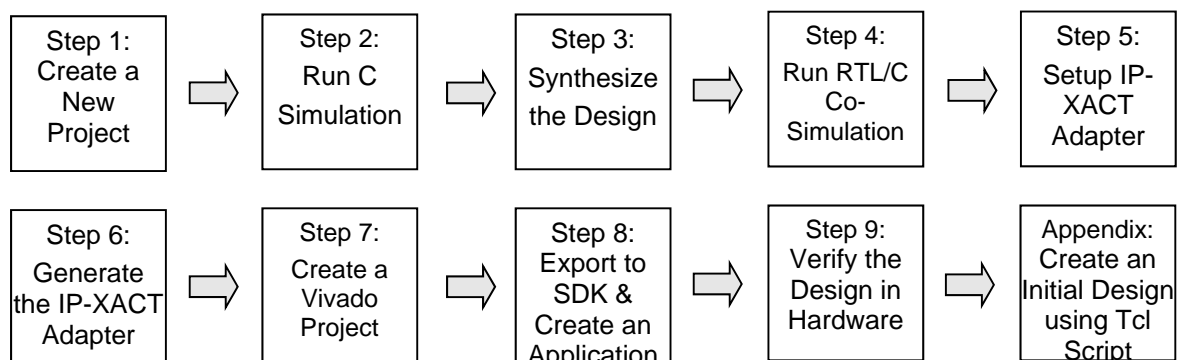 Step 1:
Create a
New
Project
Step 2:
Run C
Simulation
Step 3:
Synthesize
the Design
Step 4:
Run RTL/C
Co-
Simulation
Step 5:
Setup IP-
XACT
Adapter
Step 6:
Generate
the IP-XACT
Adapter
Step 7:
Create a
Vivado
Project
Step 8:
Export to
SDK &
Create an
Application
Step 9:
Verify the
Design in
Hardware
Appendix:
Create an
Initial Design
using Tcl
Script